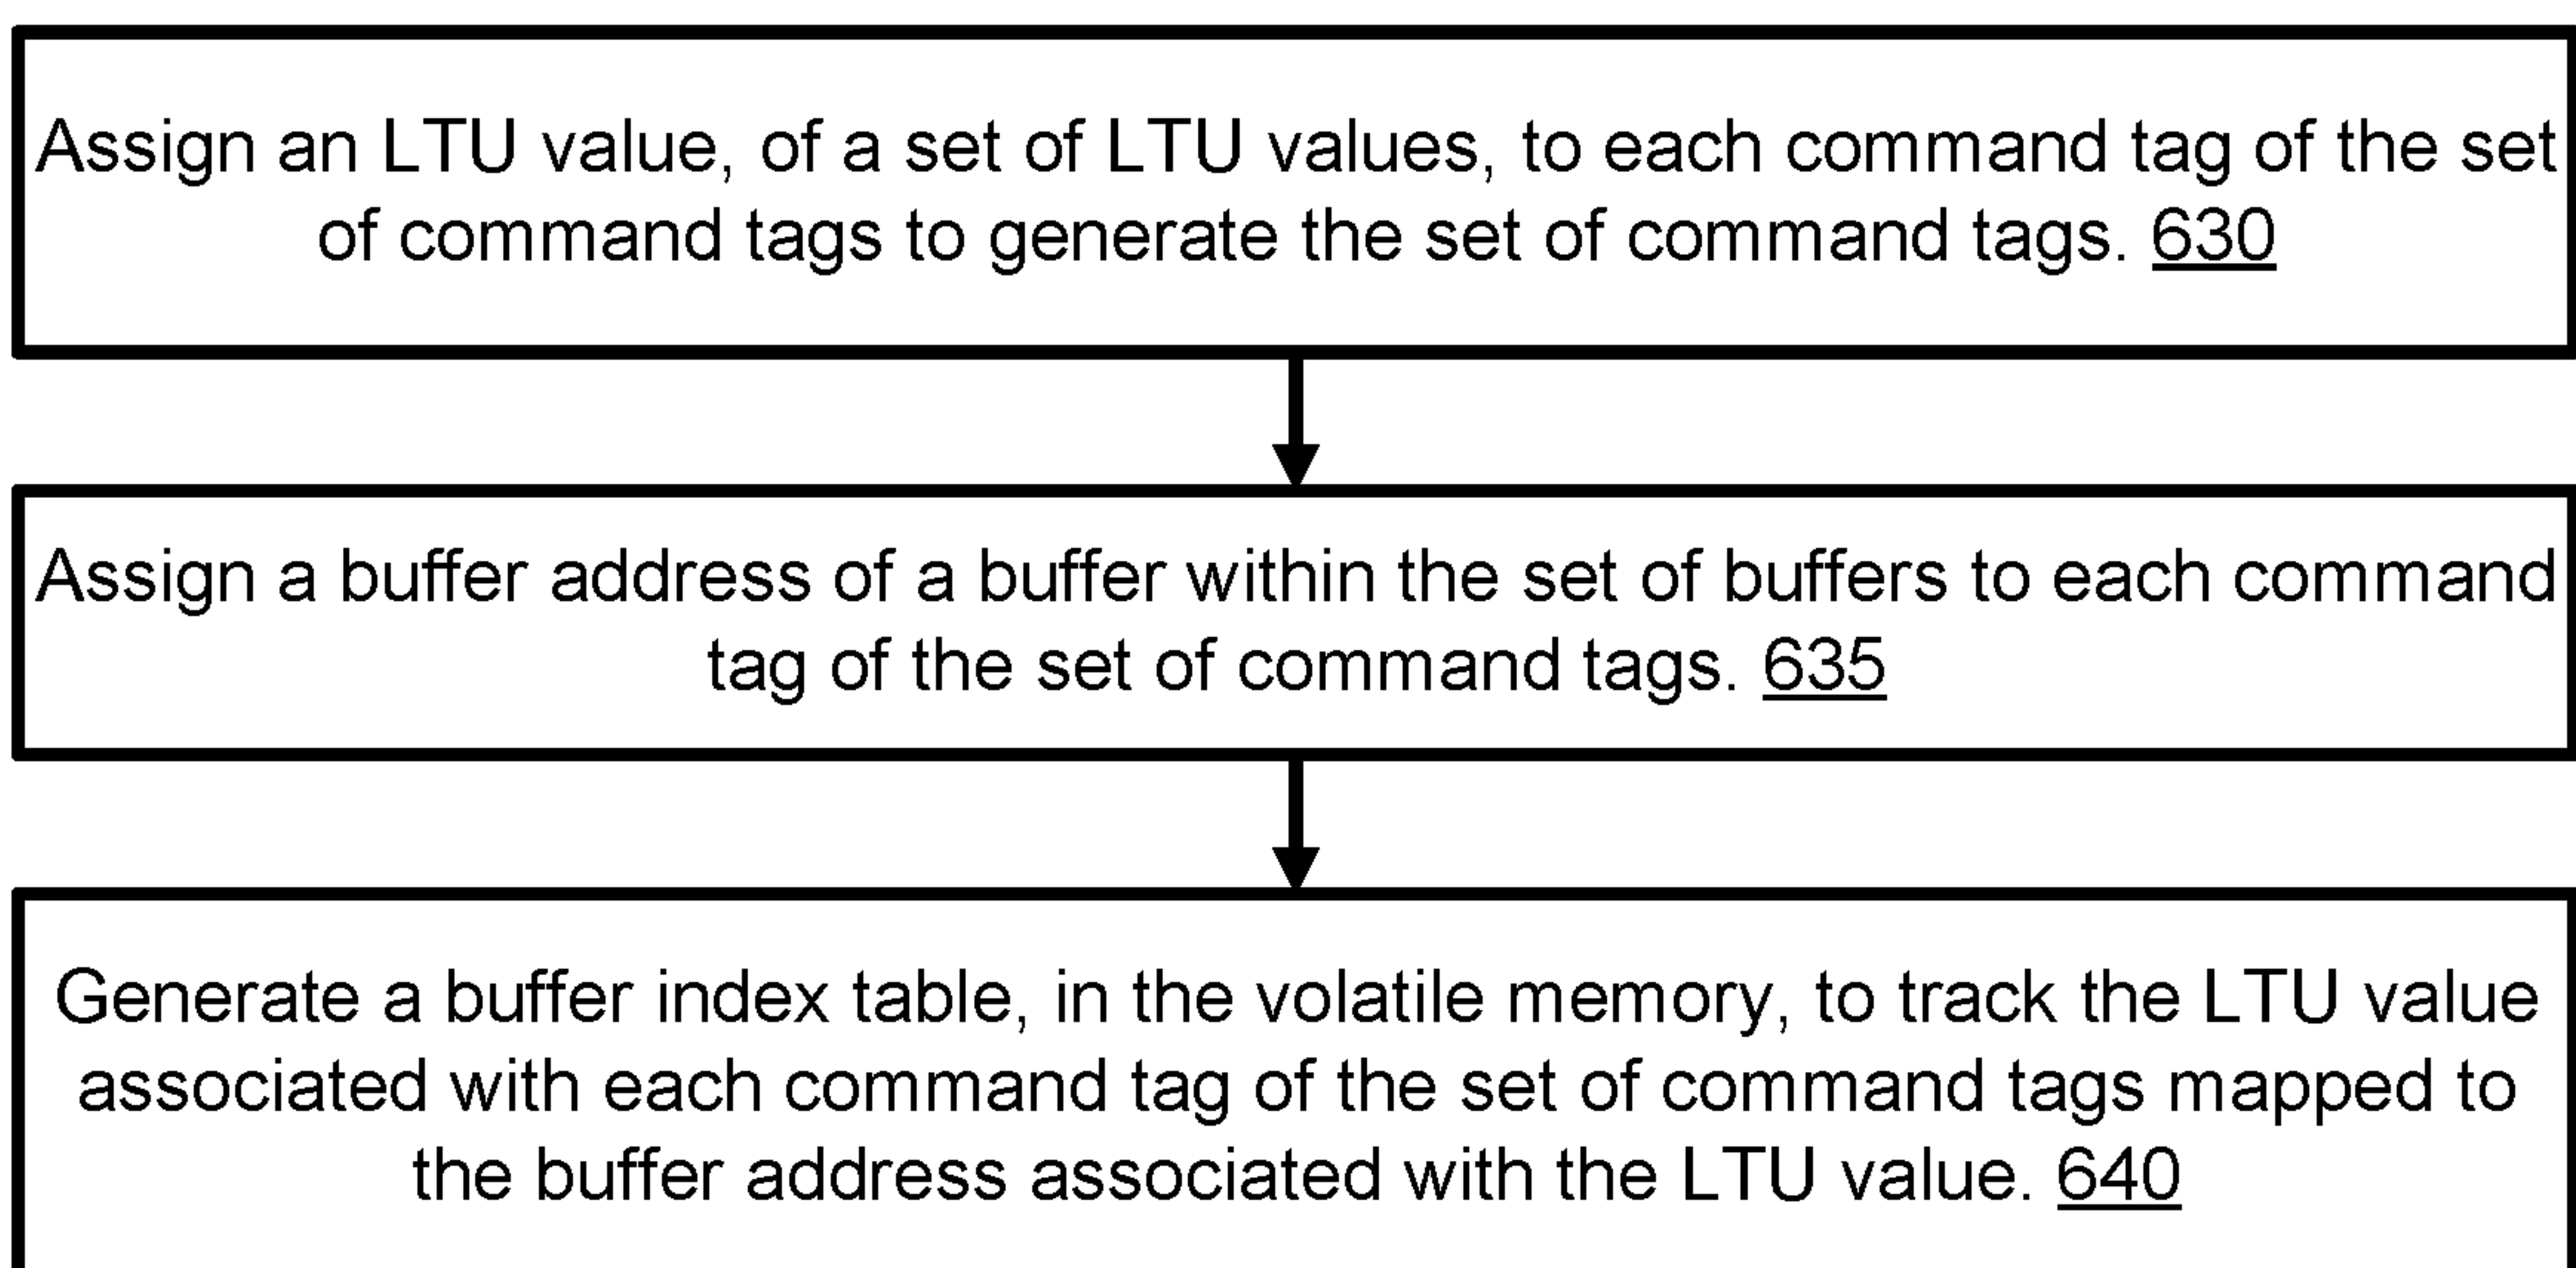 Assign an LTU value, of a set of LTU values, to each command tag of the set
of command tags to generate the set of command tags. 630
Assign a buffer address of a buffer within the set of buffers to each command
tag of the set of command tags. 635
Generate a buffer index table, in the volatile memory, to track the LTU value
associated with each command tag of the set of command tags mapped to
the buffer address associated with the LTU value. 640